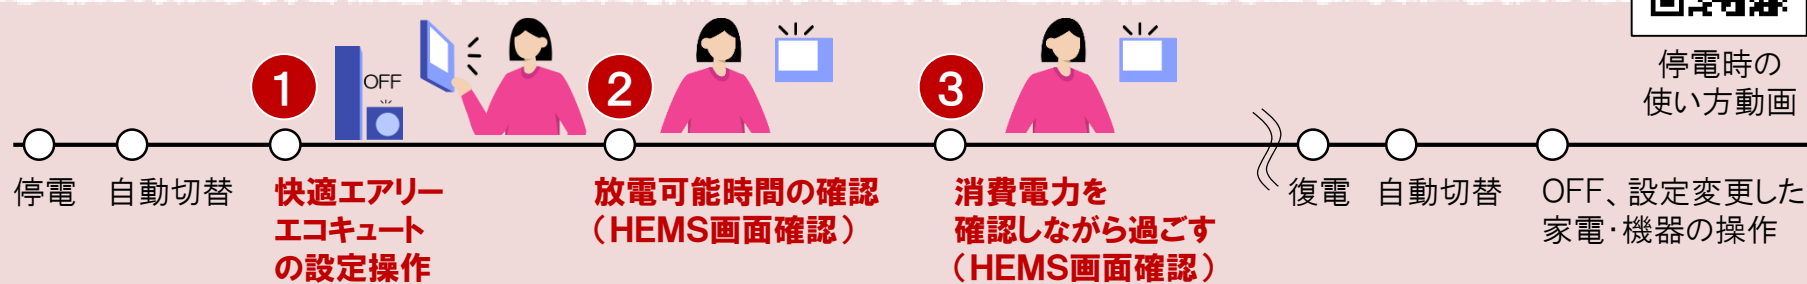 停電時の
使い方動画
1
OFF
2
3
停電
自動切替
快適エアリー
エコキュート
の設定操作
放電可能時間の確認
（HEMS画面確認）
消費電力を
確認しながら過ごす
（HEMS画面確認）
復電
自動切替
OFF、設定変更した
家電・機器の操作